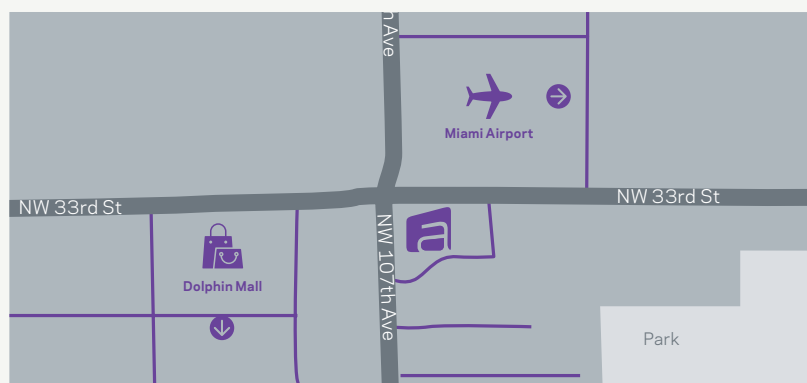 Ave
Miami Airport
NW 33rd St
NW 33rd St
NW 107th Ave
a
Dolphin Mall
Park